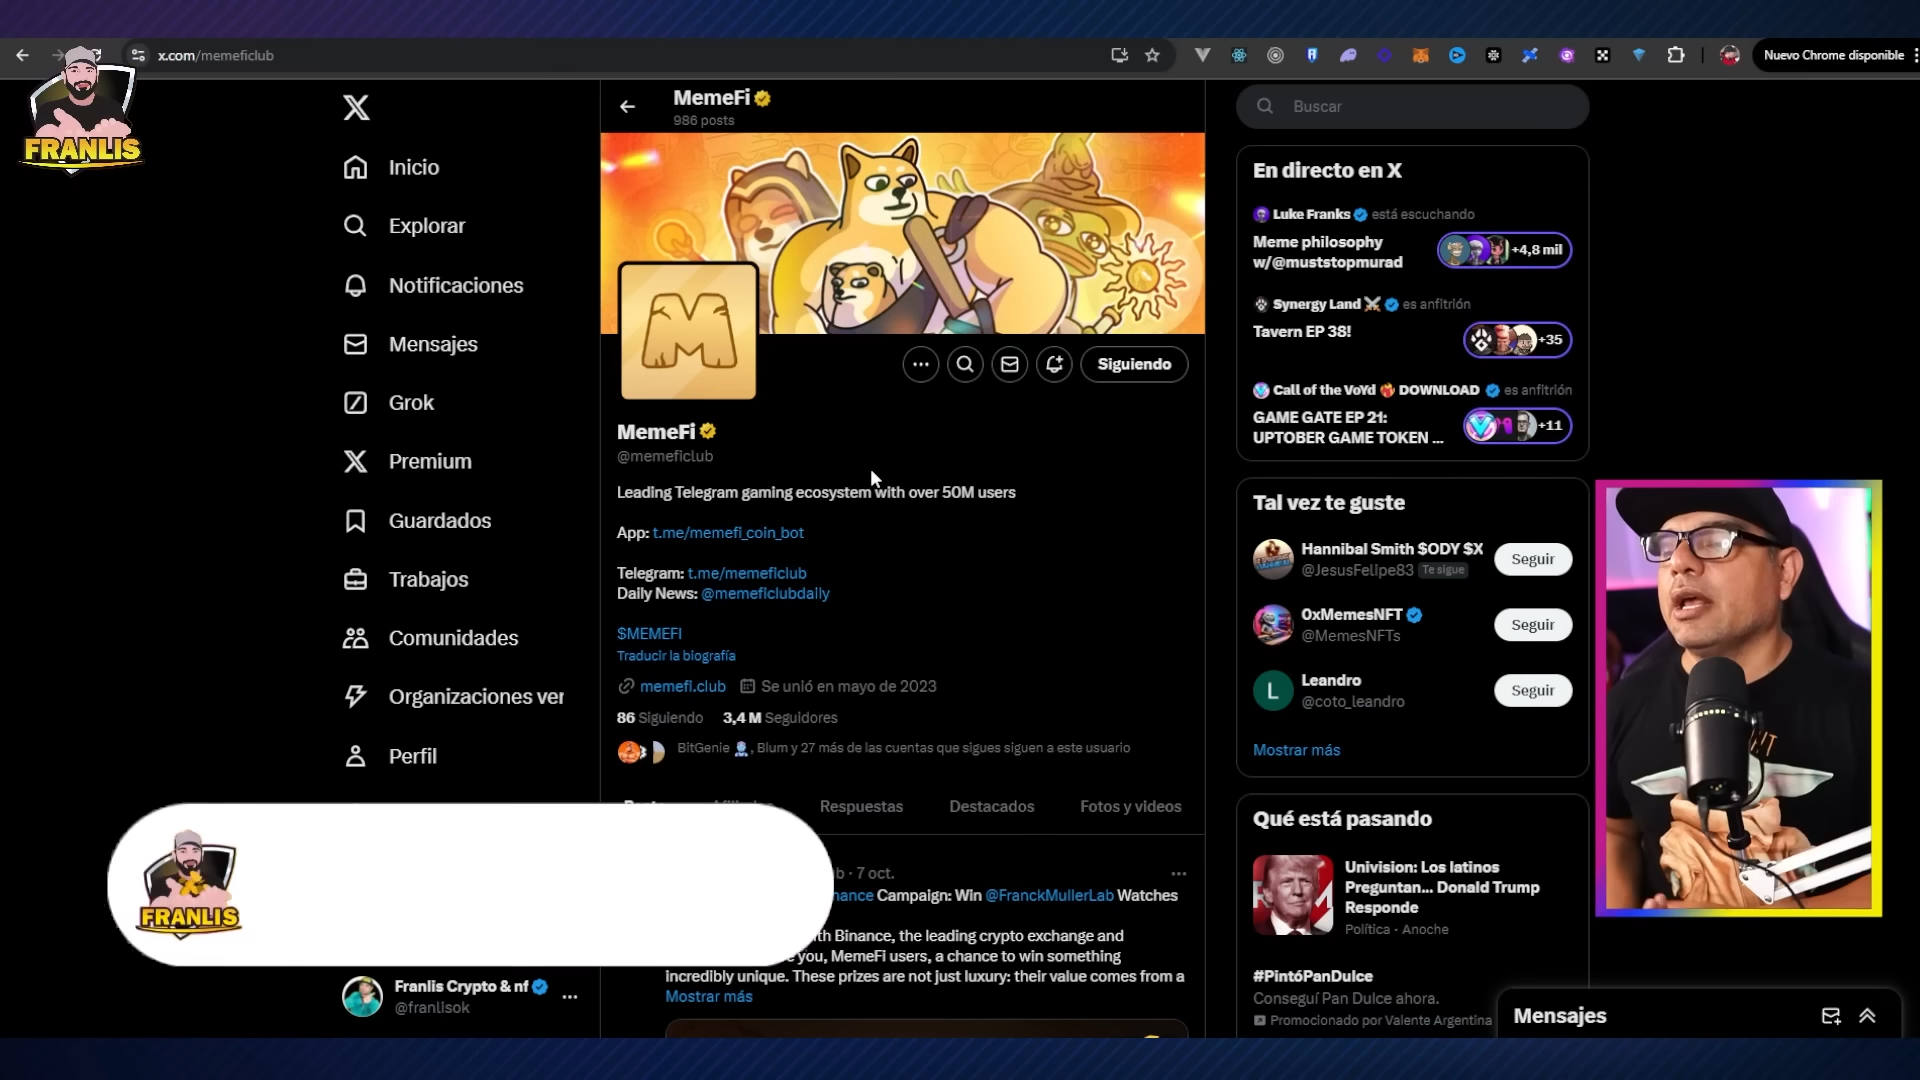 x.com/memeficlub
Nuevo Chrome disponible
FRANLIS
Inicio
Explorar
Notificaciones
Mensajes
Grok
Premium
Guardados
Trabajos
Comunidades
Organizaciones ver
Perfil
FRANLIS
Franlis Crypto & nf
@franlisok
MemeFi
986 posts
M
Siguiendo
MemeFi
@memeficlub
Leading Telegram gaming ecosystem with over 50M users
App: t.me/memefi_coin_bot
Telegram: t.me/memeficlub
Daily News: @memeficlubdaily
$MEMEFI
Traducir la biografía
memefi.club Se unió en mayo de 2023
86 Siguiendo 3,4 M Seguidores
BitGenie, Blum y 27 más de las cuentas que sigues siguen a este usuario
Respuestas Destacados Fotos y videos
b · 7 oct.
nance Campaign: Win @FranckMullerLab Watches
th Binance, the leading crypto exchange and
you, MemeFi users, a chance to win something
incredibly unique. These prizes are not just luxury: their value comes from a
Mostrar más
Buscar
En directo en X
Luke Franks está escuchando
Meme philosophy
w/@muststopmurad
+4,8 mil
Synergy Land es anfitrión
Tavern EP 38!
+35
Call of the VoYd DOWNLOAD es anfitrión
GAME GATE EP 21:
UPTOBER GAME TOKEN ...
+11
Tal vez te guste
Hannibal Smith $ODY $X
@JesusFelipe83 Te sigue
Seguir
0xMemesNFT
@MemesNFTs
Seguir
L
Leandro
@coto_leandro
Seguir
Mostrar más
Qué está pasando
Univision: Los latinos
Preguntan... Donald Trump
Responde
Política · Anoche
#PintóPanDulce
Conseguí Pan Dulce ahora.
Promocionado por Valente Argentina
Mensajes